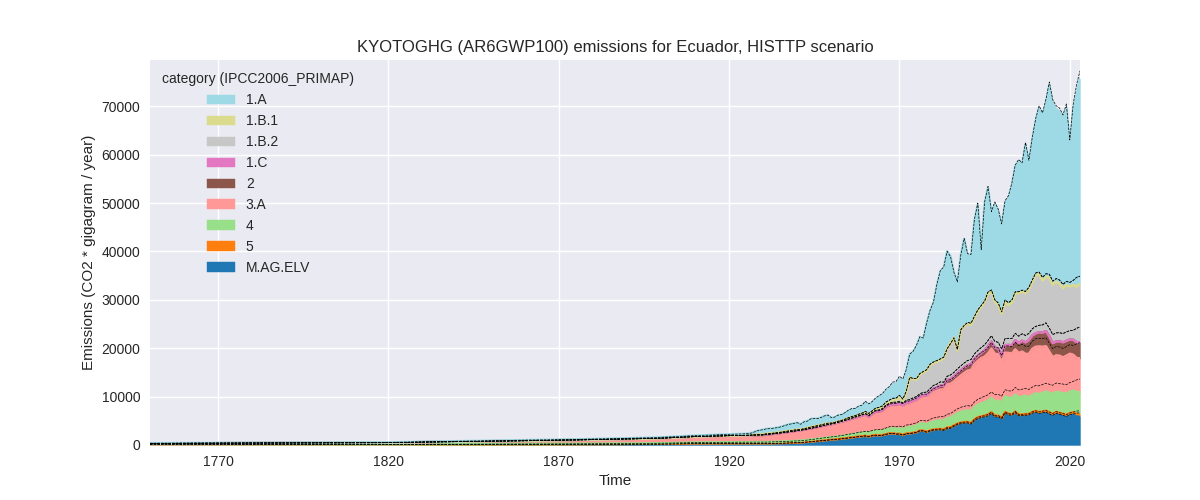 KYOTOGHG (AR6GWP100) emissions for Ecuador, HISTTP scenario
category (IPCC2006_PRIMAP)
1.A
1.B.1
1.B.2
1.C
2
3.A
4
5
M.AG.ELV
Emissions (CO2 * gigagram / year)
70000
60000
50000
40000
30000
20000
10000
0
1770
1820
1870
1920
1970
2020
Time